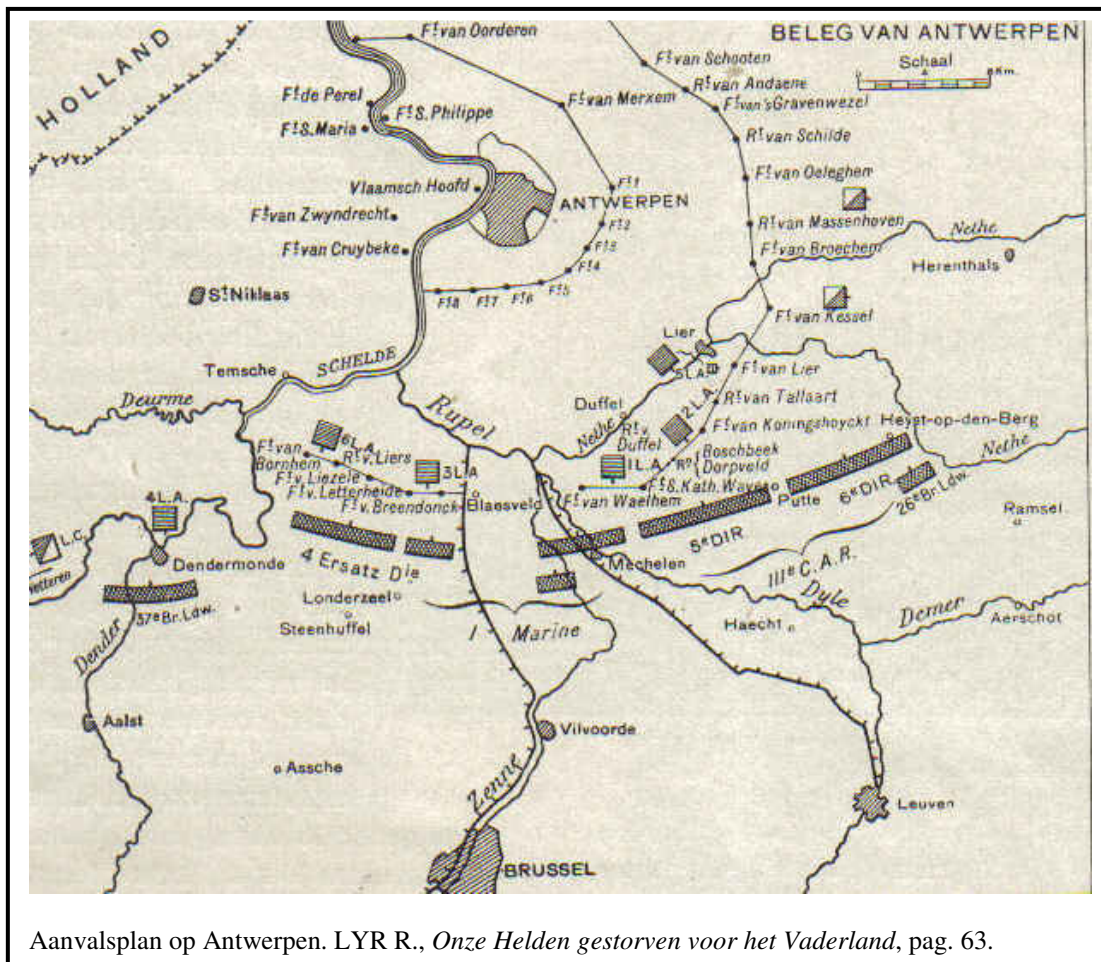 HOLLAND
Ft van Oorderen
BELEG VAN ANTWERPEN
Schaal
8 Km.
Ft van Schooten
Rt van Andaene
Ft van 's Gravenwezel
Ft de Perel
Ft S. Philippe
Ft van Merxem
Ft S. Maria
Rt van Schilde
Ft van Oeleghem
Vlaamsch Hoofd
ANTWERPEN
Ft 1
Ft 2
Ft van Zwyndrecht
Rt van Massenhoven
Nethe
Ft 3
Ft van Cruybeke
Ft van Broechem
Ft 4
Herenthals
St Niklaas
Ft 8
Ft 7
Ft 6
Ft 5
Ft van Kessel
Lier
SCHELDE
Temsche
5 L.A.
Ft van Lier
Deurme
Duffel
Rt van Tallaart
Rupel
Nethe
Rt v. Duffel
2 L.A.
Ft van Koningshoyckt
Heyst-op-den-Berg
6 L.A.
Ft van Bornhem
Rt v. Liers
1 L.A.
Rn
Boschbeek
Dorpveld
Nethe
3 L.A
Ft v. Liezele
Ft v. Letterheide
Ft S. Kath. Waver
Ft van Waelhem
4 L.A.
Ft v. Breendonck
Blaesveld
Putte
6e DIR.
26e Br. Ldw.
Ramsel
L.C.
Dendermonde
4 Ersatz Die
5e DIR.
Mechelen
IIIe C.A.R.
wetteren
37e Br. Ldw.
Londerzeel
Dyle
Steenhuffel
1 Marine
Haecht
Demer
Aerschot
Dender
Aalst
Vilvoorde
Assche
Zenne
Leuven
BRUSSEL
Aanvalsplan op Antwerpen. LYR R., Onze Helden gestorven voor het Vaderland, pag. 63.